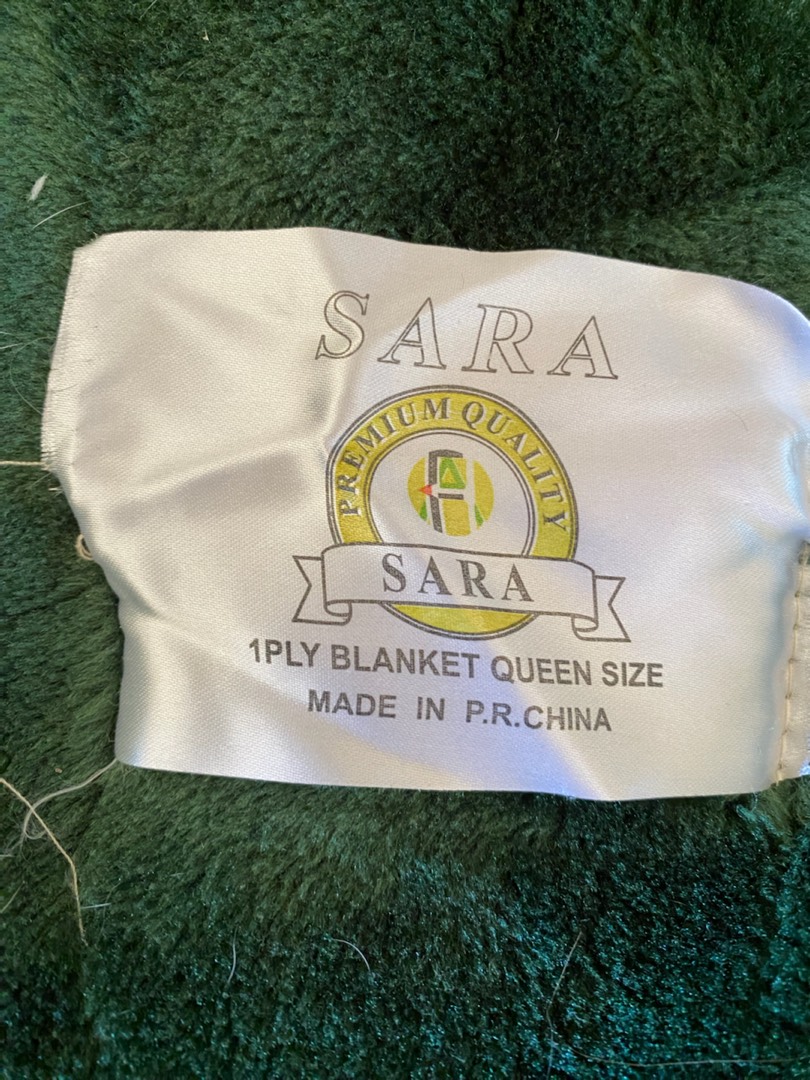 SARA
PREMIUM QUALITY
SARA
1PLY BLANKET QUEEN SIZE
MADE IN P.R.CHINA